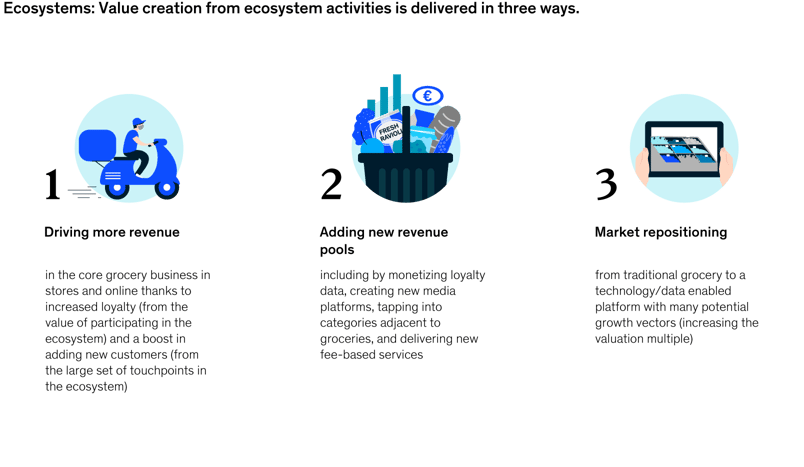 Ecosystems: Value creation from ecosystem activities is delivered in three ways.
1
Driving more revenue
in the core grocery business in
stores and online thanks to
increased loyalty (from the
value of participating in the
ecosystem) and a boost in
adding new customers (from
the large set of touchpoints in
the ecosystem)
€
FRESH
RAVIOLI
2
Adding new revenue
pools
including by monetizing loyalty
data, creating new media
platforms, tapping into
categories adjacent to
groceries, and delivering new
fee-based services
3
Market repositioning
from traditional grocery to a
technology/data enabled
platform with many potential
growth vectors (increasing the
valuation multiple)